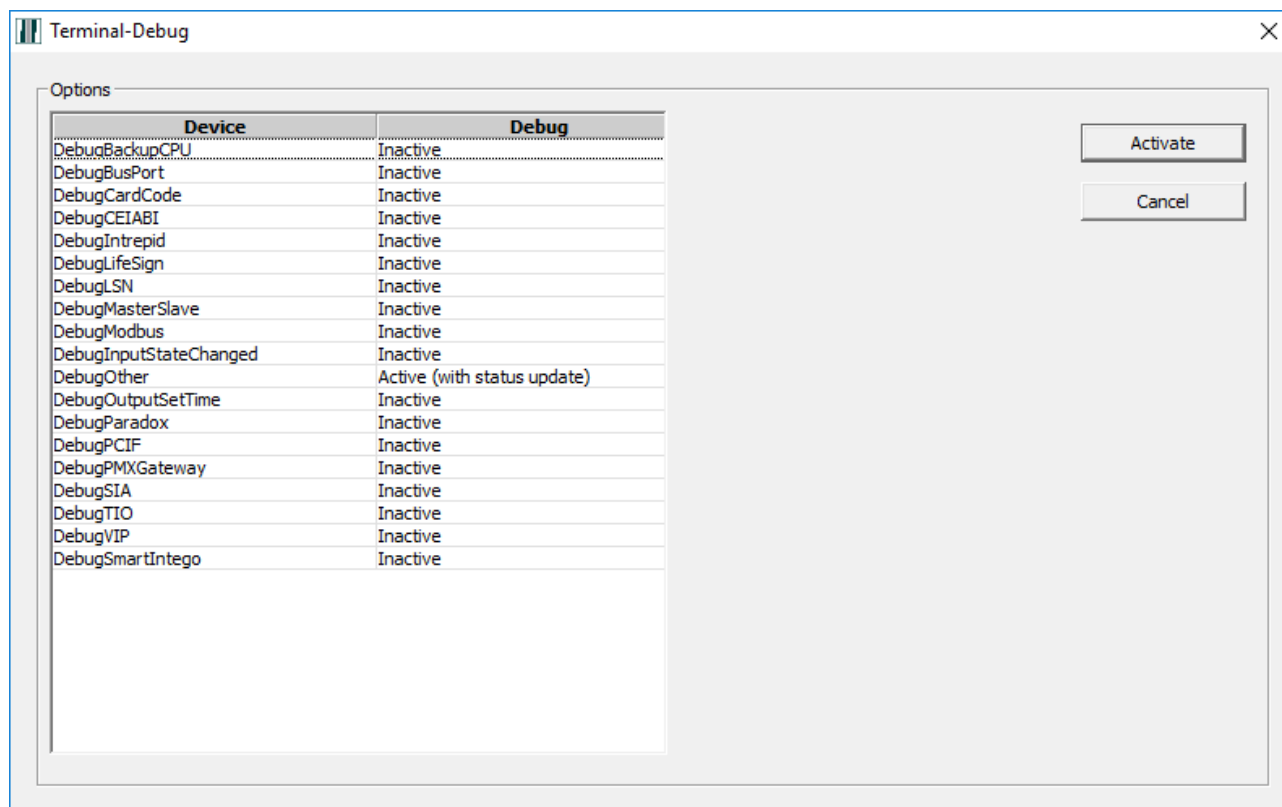 Terminal-Debug
Options
Device Debug
DebugBackupCPU Inactive
DebugBusPort Inactive
DebugCardCode Inactive
DebugCEIABI Inactive
DebugIntrepid Inactive
DebugLifeSign Inactive
DebugLSN Inactive
DebugMasterSlave Inactive
DebugModbus Inactive
DebugInputStateChanged Inactive
DebugOther Active (with status update)
DebugOutputSetTime Inactive
DebugParadox Inactive
DebugPCIF Inactive
DebugPMXGateway Inactive
DebugSIA Inactive
DebugTIO Inactive
DebugVIP Inactive
DebugSmartIntego Inactive
Activate
Cancel